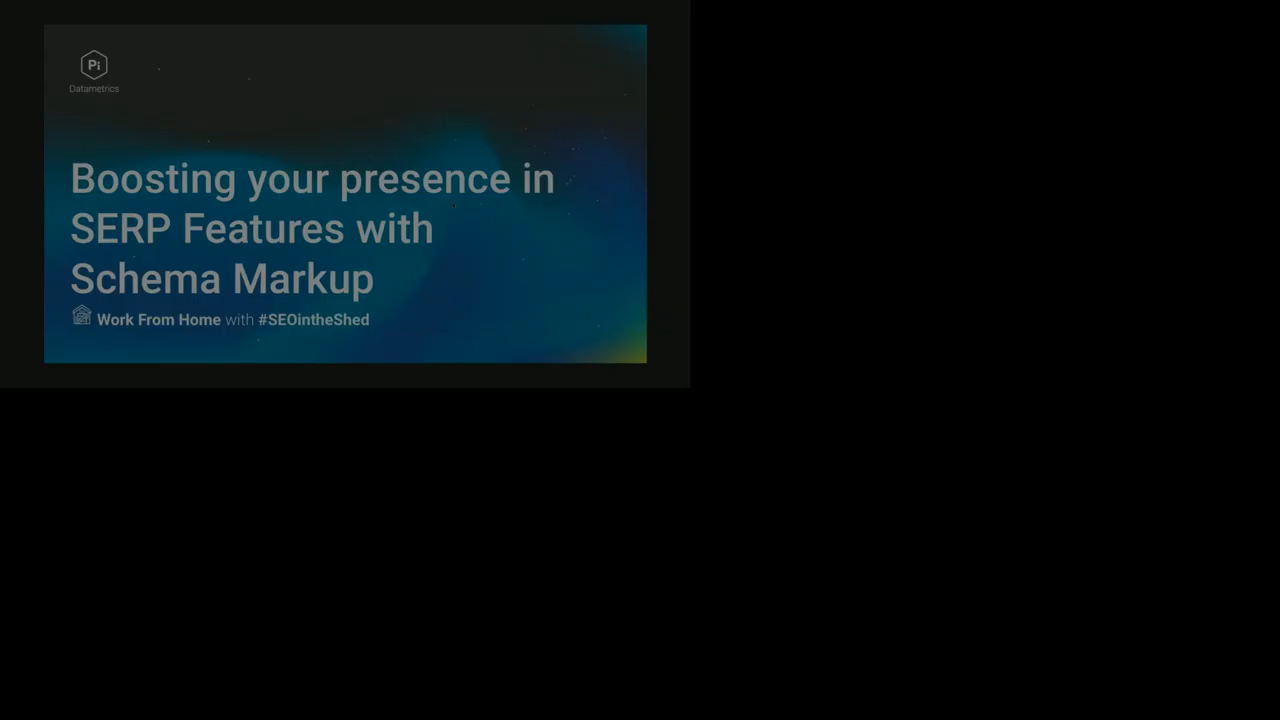 Pi
Datametrics
Boosting your presence in
SERP Features with
Schema Markup
Work From Home with #SEOintheShed